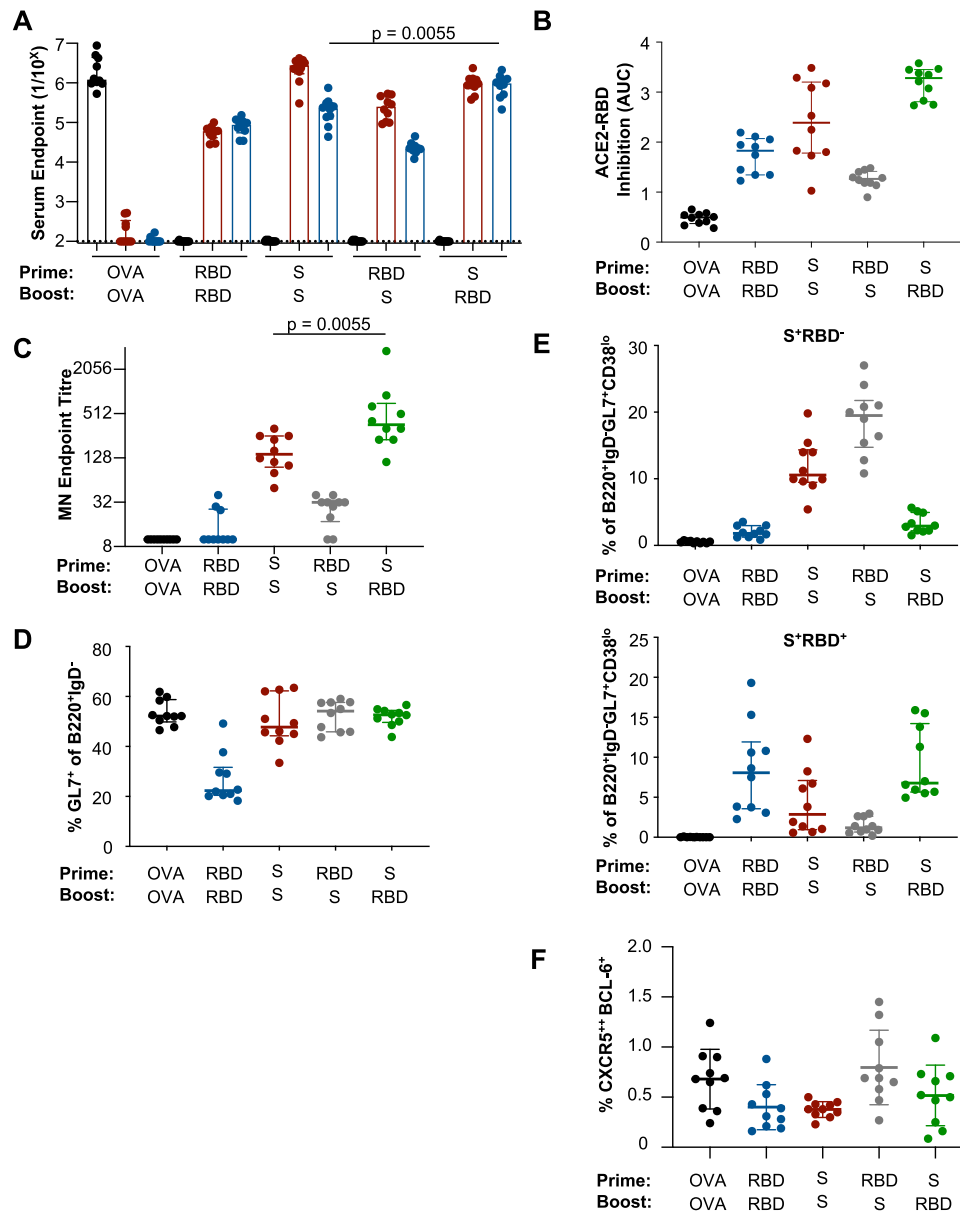 A
p = 0.0055
Serum Endpoint (1/10ˣ)
7
6
5
4
3
2
Prime: OVA RBD S RBD S
Boost: OVA RBD S S RBD
B
ACE2-RBD
Inhibition (AUC)
4
3
2
1
0
Prime: OVA RBD S RBD S
Boost: OVA RBD S S RBD
C
p = 0.0055
MN Endpoint Titre
2056
512
128
32
8
Prime: OVA RBD S RBD S
Boost: OVA RBD S S RBD
D
% GL7⁺ of B220⁺IgD⁻
80
60
40
20
0
Prime: OVA RBD S RBD S
Boost: OVA RBD S S RBD
E
S⁺RBD⁻
% of B220⁺IgD⁻GL7⁺CD38ˡᵒ
30
20
10
0
Prime: OVA RBD S RBD S
Boost: OVA RBD S S RBD
S⁺RBD⁺
% of B220⁺IgD⁻GL7⁺CD38ˡᵒ
25
20
15
10
5
0
Prime: OVA RBD S RBD S
Boost: OVA RBD S S RBD
F
% CXCR5⁺⁺ BCL-6⁺
2.0
1.5
1.0
0.5
0
Prime: OVA RBD S RBD S
Boost: OVA RBD S S RBD